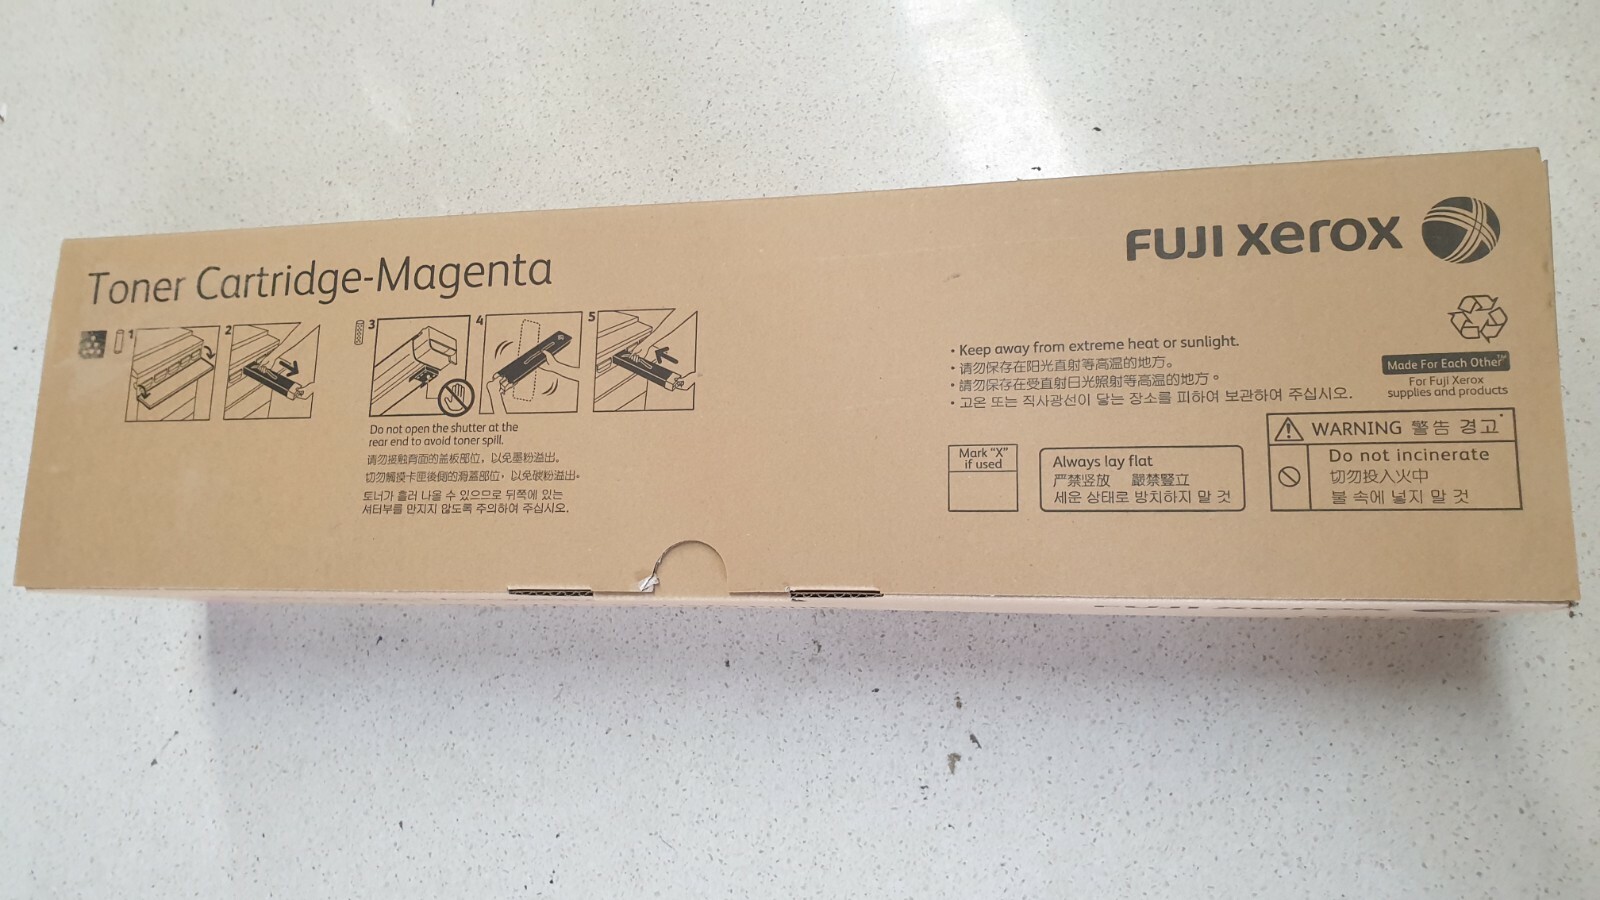 Toner Cartridge-Magenta
1
2
3
4
5
Do not open the shutter at the
rear end to avoid toner spill.
请勿接触背面的盖板部位，以免墨粉溢出。
切勿觸摸卡匣後側的滑蓋部位，以免碳粉溢出。
토너가 흘러 나올 수 있으므로 뒤쪽에 있는
셔터부를 만지지 않도록 주의하여 주십시오.
FUJI xerox
• Keep away from extreme heat or sunlight.
• 请勿保存在阳光直射等高温的地方。
• 請勿保存在受直射日光照射等高溫的地方。
• 고온 또는 직사광선이 닿는 장소를 피하여 보관하여 주십시오.
Made For Each Other™
For Fuji Xerox
supplies and products
Mark "X"
if used
Always lay flat
严禁竖放 嚴禁豎立
세운 상태로 방치하지 말 것
WARNING 警告 경고
Do not incinerate
切勿投入火中
불 속에 넣지 말 것